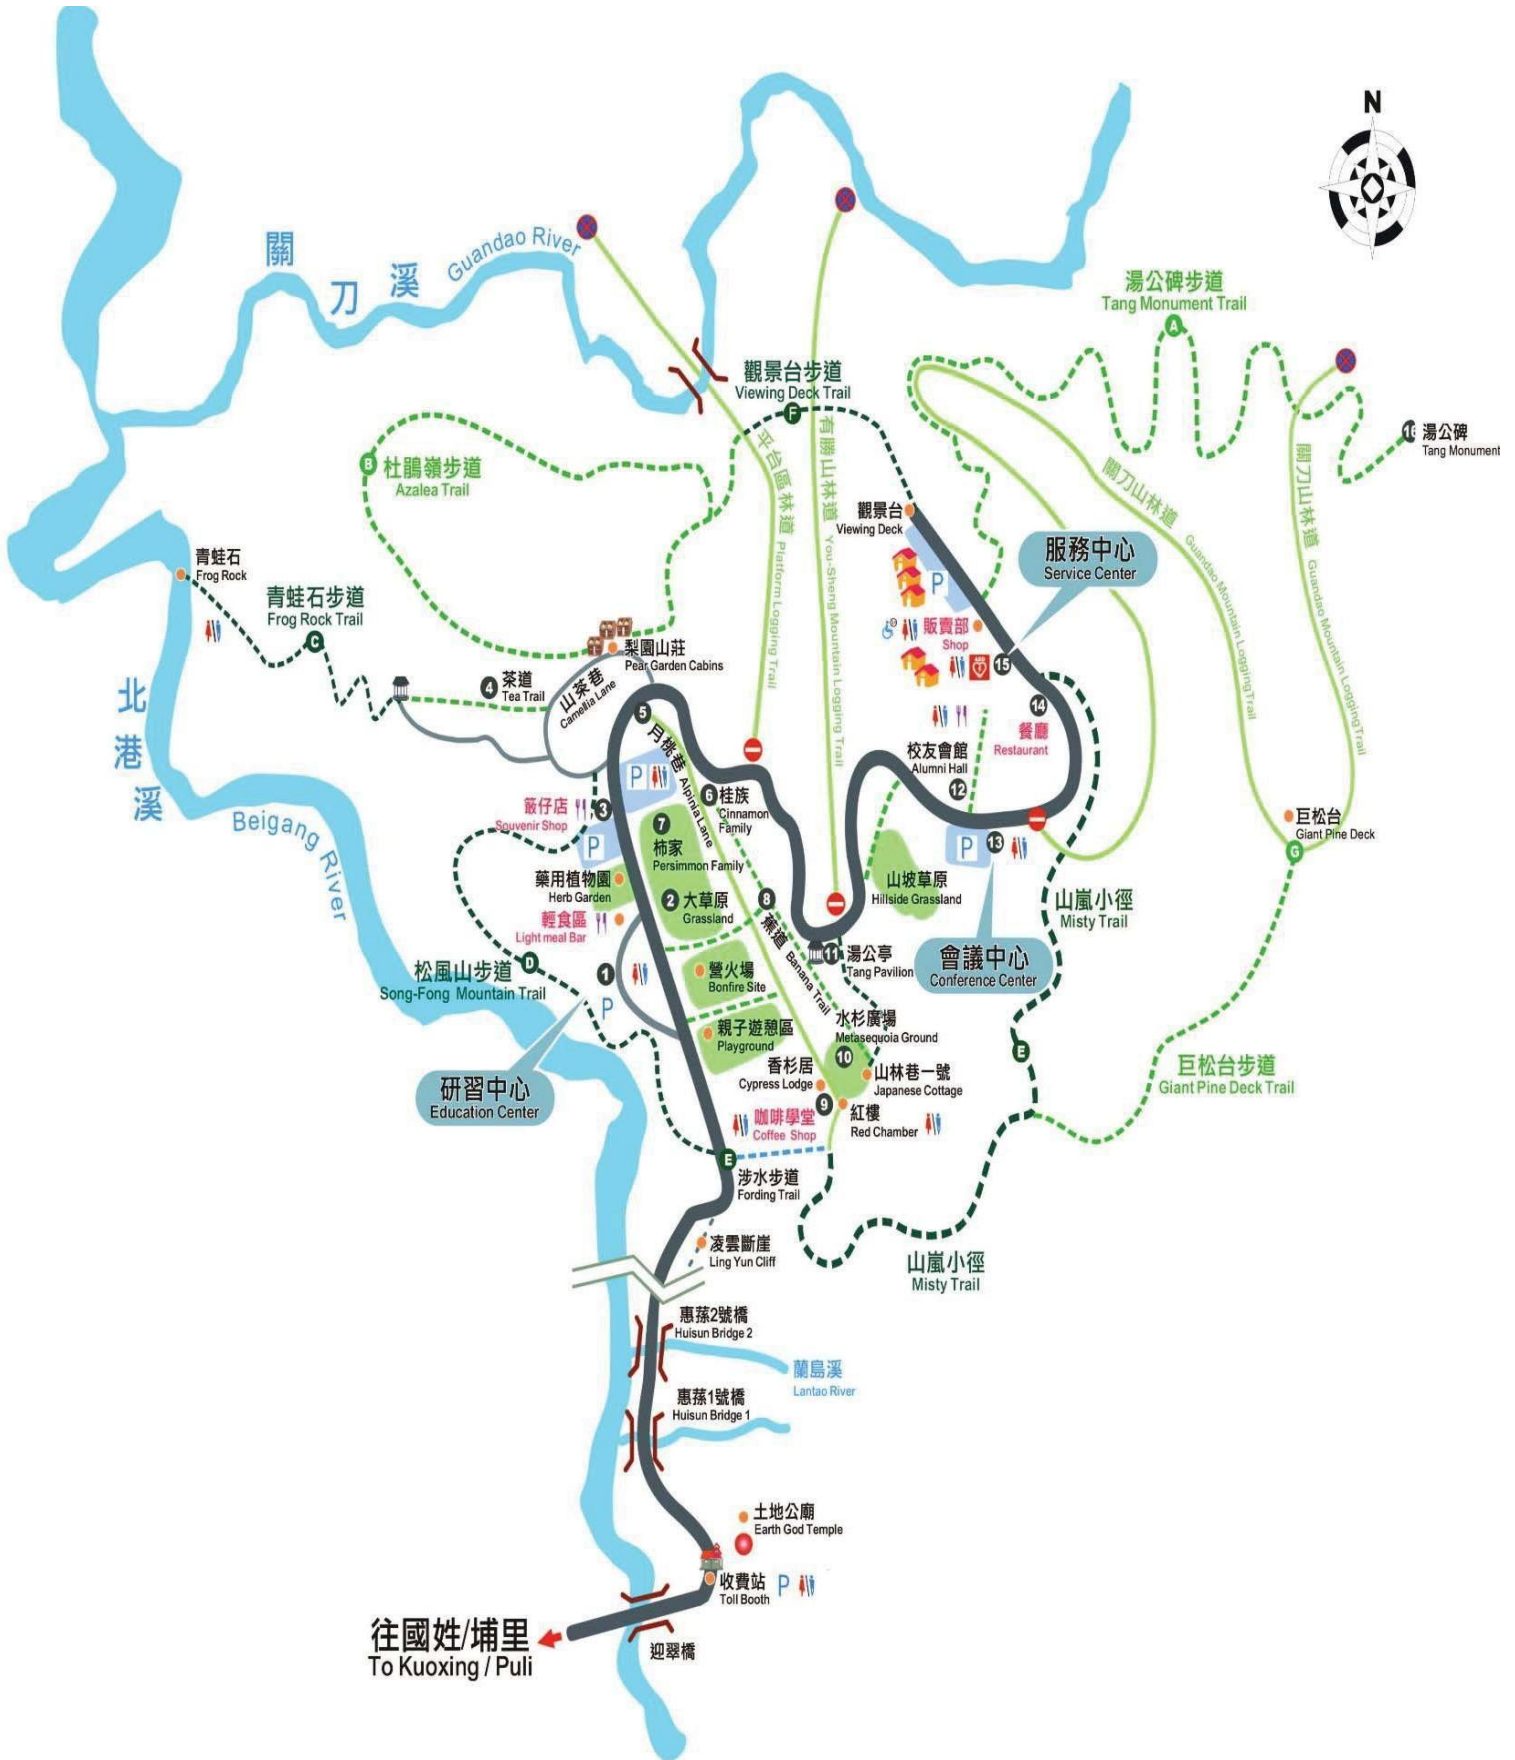 N
關刀溪
Guandao River
湯公碑步道
Tang Monument Trail
A
觀景台步道
Viewing Deck Trail
F
16
湯公碑
Tang Monument
B
杜鵑嶺步道
Azalea Trail
平台區林道 Platform Logging Trail
有勝山林道 You-Sheng Mountain Logging Trail
關刀山林道 Guandao Mountain Logging Trail
關刀山林道 Guandao Mountain Logging Trail
觀景台
Viewing Deck
P
服務中心
Service Center
青蛙石
Frog Rock
青蛙石步道
Frog Rock Trail
C
販賣部
Shop
15
梨園山莊
Pear Garden Cabins
4
茶道
Tea Trail
山茶巷
Camellia Lane
北港溪
Beigang River
5
月桃巷 Alpinia Lane
14
餐廳
Restaurant
校友會館
Alumni Hall
12
P
籔仔店
Souvenir Shop
3
6
桂族
Cinnamon
Family
7
柿家
Persimmon Family
P
P
13
巨松台
Giant Pine Deck
G
藥用植物園
Herb Garden
2
大草原
Grassland
8
蕉道 Banana Trail
山坡草原
Hillside Grassland
山嵐小徑
Misty Trail
輕食區
Light meal Bar
11
湯公亭
Tang Pavilion
會議中心
Conference Center
松風山步道
Song-Fong Mountain Trail
D
1
P
營火場
Bonfire Site
親子遊憩區
Playground
水杉廣場
Metasequoia Ground
10
E
巨松台步道
Giant Pine Deck Trail
研習中心
Education Center
香杉居
Cypress Lodge
山林巷一號
Japanese Cottage
9
咖啡學堂
Coffee Shop
紅樓
Red Chamber
E
涉水步道
Fording Trail
凌雲斷崖
Ling Yun Cliff
山嵐小徑
Misty Trail
惠蓀2號橋
Huisun Bridge 2
蘭島溪
Lantao River
惠蓀1號橋
Huisun Bridge 1
土地公廟
Earth God Temple
收費站
Toll Booth
P
往國姓/埔里
To Kuoxing / Puli
迎翠橋